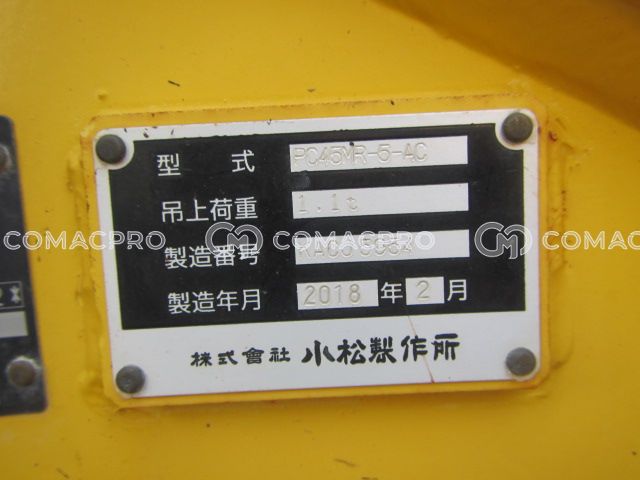 型 式 PC45MR-5-AC
吊上荷重 1.1t
COMACPRO COMACPRO COMACPRO
製造番号
製造年月 2018 年 2 月
株式會社 小松製作所